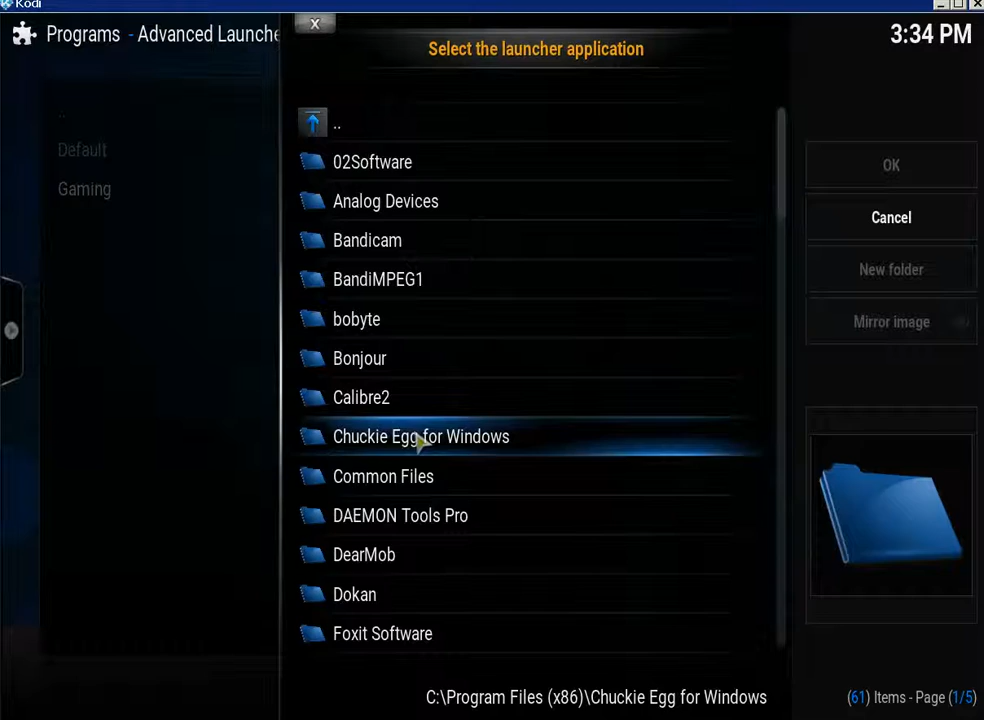 Kodi
Programs - Advanced Launche
X
Select the launcher application
3:34 PM
..
Default
Gaming
..
02Software
Analog Devices
Bandicam
BandiMPEG1
bobyte
Bonjour
Calibre2
Chuckie Egg for Windows
Common Files
DAEMON Tools Pro
DearMob
Dokan
Foxit Software
OK
Cancel
New folder
Mirror image
C:\Program Files (x86)\Chuckie Egg for Windows
(61) Items - Page (1/5)